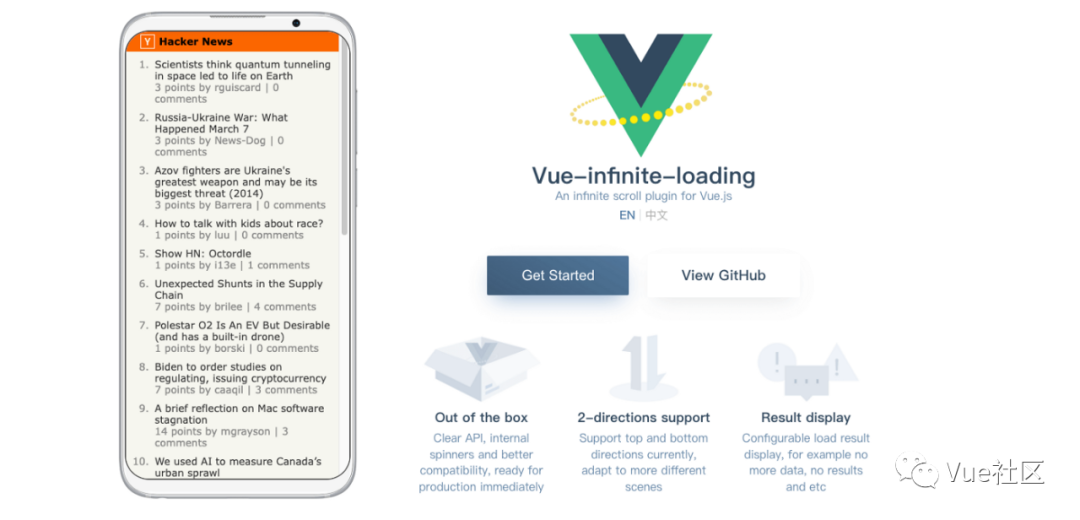 Y Hacker News
1. Scientists think quantum tunneling
in space led to life on Earth
3 points by rguiscard | 0
comments
2. Russia-Ukraine War: What
Happened March 7
3 points by News-Dog | 0
comments
3. Azov fighters are Ukraine's
greatest weapon and may be its
biggest threat (2014)
3 points by Barrera | 0 comments
4. How to talk with kids about race?
1 points by luu | 0 comments
5. Show HN: Octordle
1 points by i13e | 1 comments
6. Unexpected Shunts in the Supply
Chain
7 points by brilee | 4 comments
7. Polestar O2 Is An EV But Desirable
(and has a built-in drone)
1 points by borski | 0 comments
8. Biden to order studies on
regulating, issuing cryptocurrency
7 points by caaqil | 3 comments
9. A brief reflection on Mac software
stagnation
14 points by mgrayson | 3
comments
10. We used AI to measure Canada's
urban sprawl
Vue-infinite-loading
An infinite scroll plugin for Vue.js
EN | 中文
Get Started
View GitHub
Out of the box
Clear API, internal
spinners and better
compatibility, ready for
production immediately
2-directions support
Support top and bottom
directions currently,
adapt to more different
scenes
Result display
Configurable load result
display, for example no
more data, no results
and etc
Vue社区